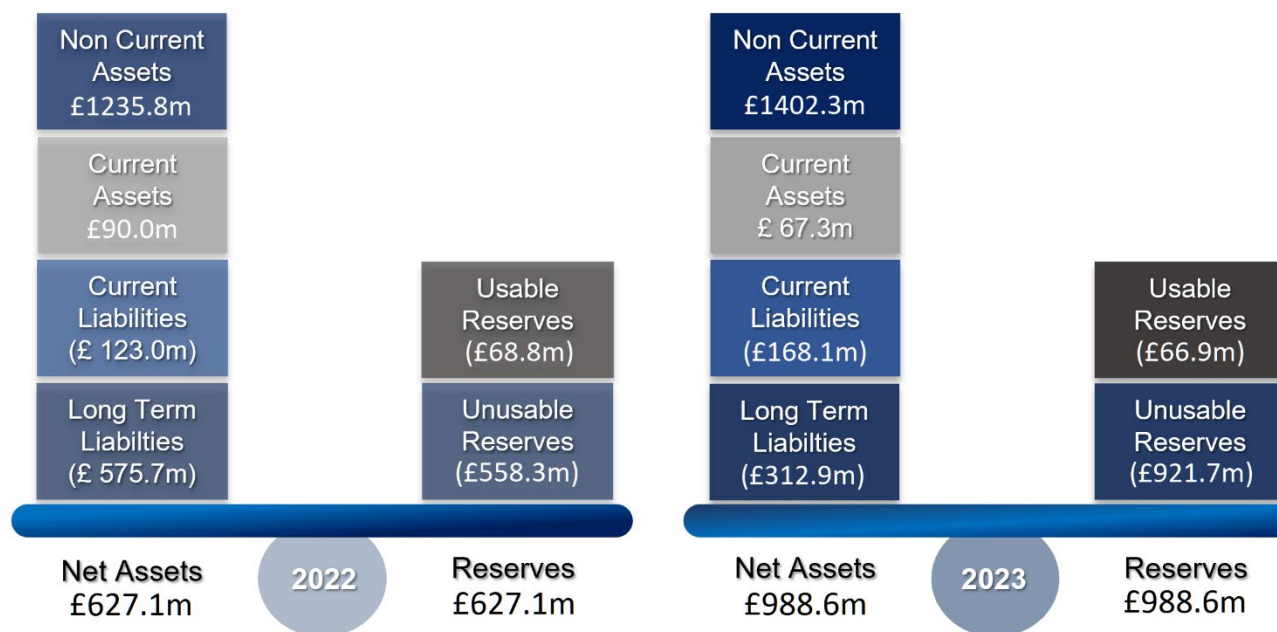 Non Current
Assets
£1235.8m
Current
Assets
£90.0m
Current
Liabilities
(£ 123.0m)
Long Term
Liabilties
(£ 575.7m)
Usable
Reserves
(£68.8m)
Unusable
Reserves
(£558.3m)
Net Assets
£627.1m
2022
Reserves
£627.1m
Non Current
Assets
£1402.3m
Current
Assets
£ 67.3m
Current
Liabilities
(£168.1m)
Long Term
Liabilties
(£312.9m)
Usable
Reserves
(£66.9m)
Unusable
Reserves
(£921.7m)
Net Assets
£988.6m
2023
Reserves
£988.6m